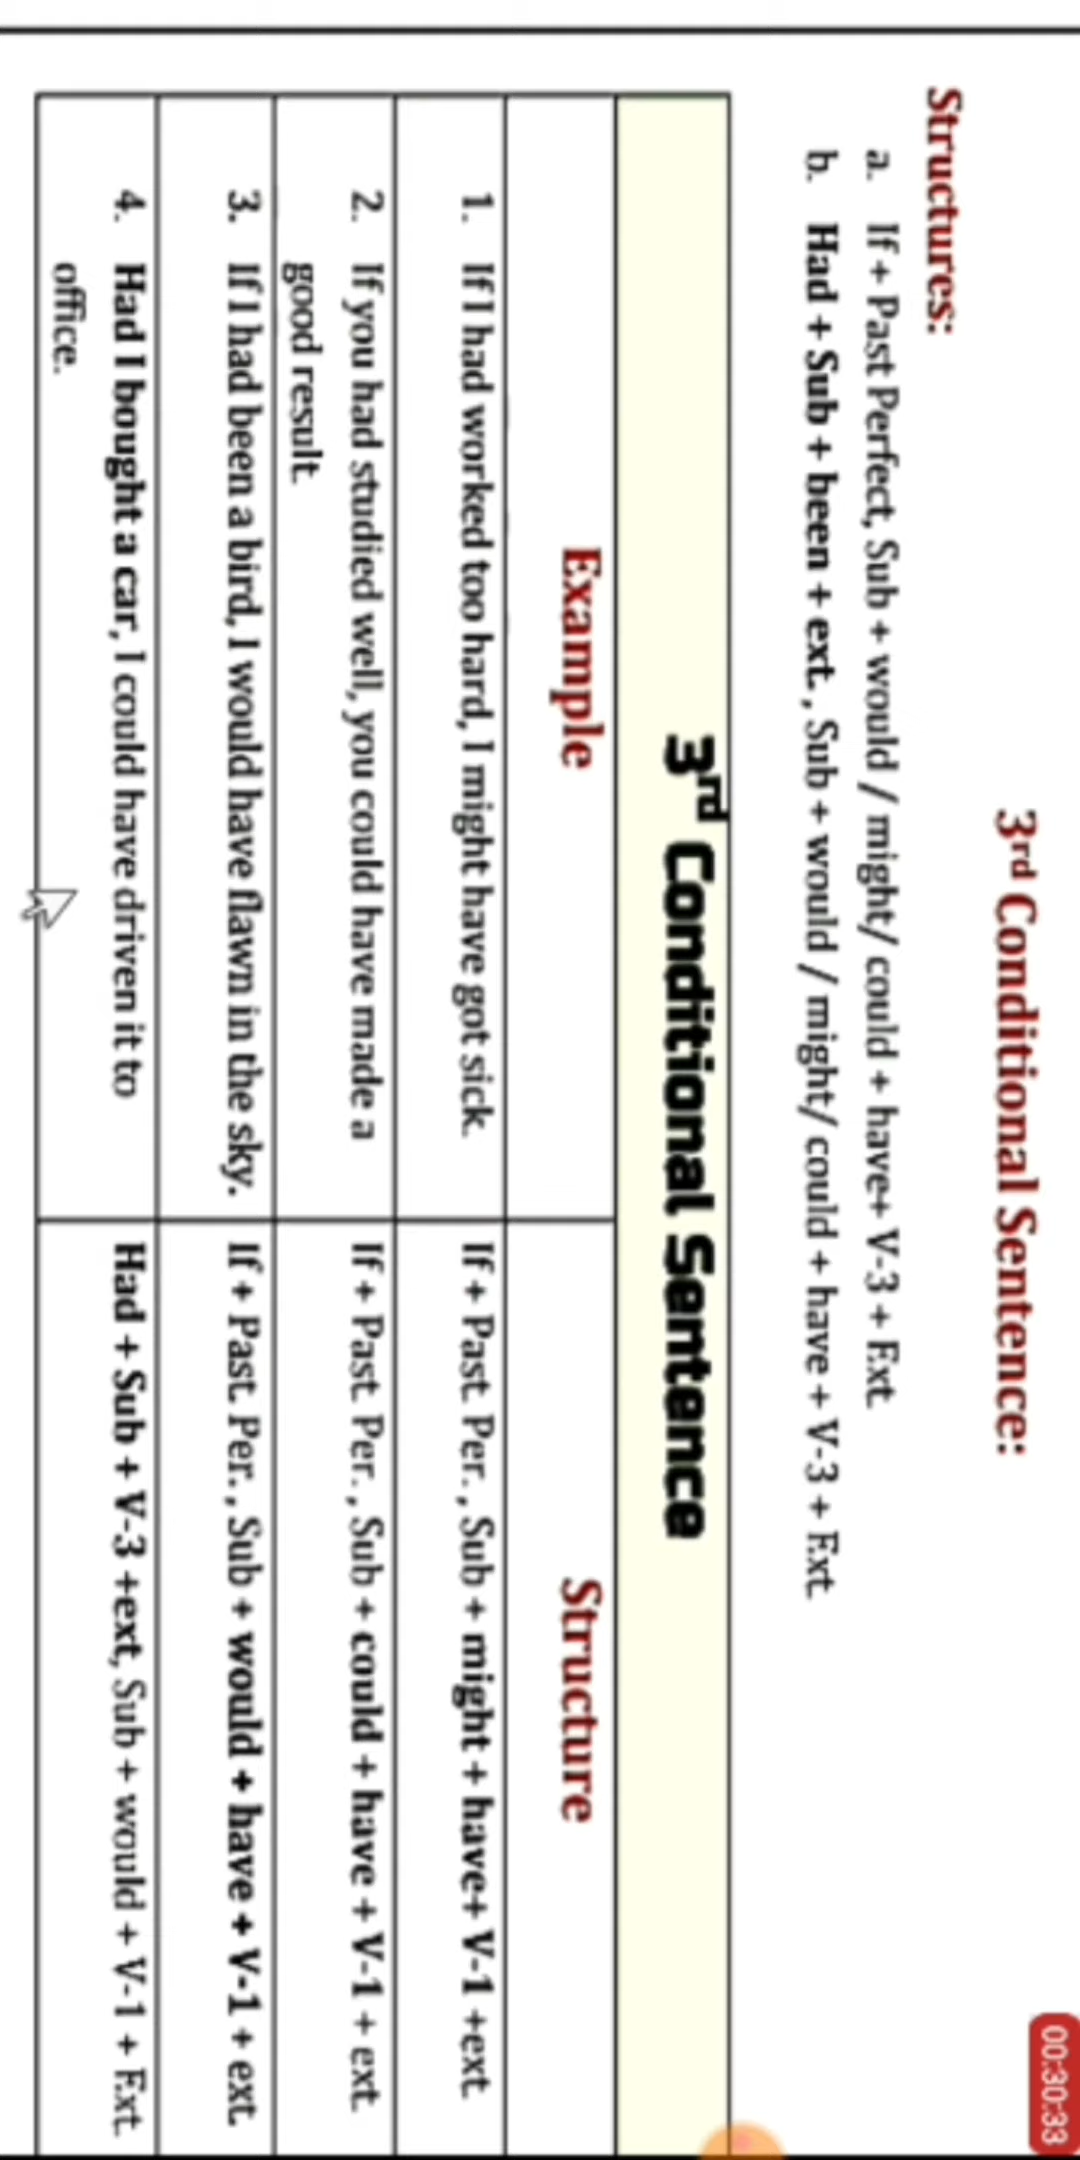 00:30:33
3rd Conditional Sentence:
Structures:
a. If + Past Perfect, Sub + would / might/ could + have+ V-3 + Ext.
b. Had + Sub + been + ext. , Sub + would / might/ could + have + V-3 + Ext.
3rd Conditional Sentence
Example Structure
1. If I had worked too hard, I might have got sick. If + Past. Per. , Sub + might + have+ V-1 +ext.
2. If you had studied well, you could have made a If + Past. Per. , Sub + could + have + V-1 + ext.
good result.
3. If I had been a bird, I would have flawn in the sky. If + Past. Per. , Sub + would + have + V-1 + ext.
4. Had I bought a car, I could have driven it to Had + Sub + V-3 +ext, Sub + would + V-1 + Ext.
office.